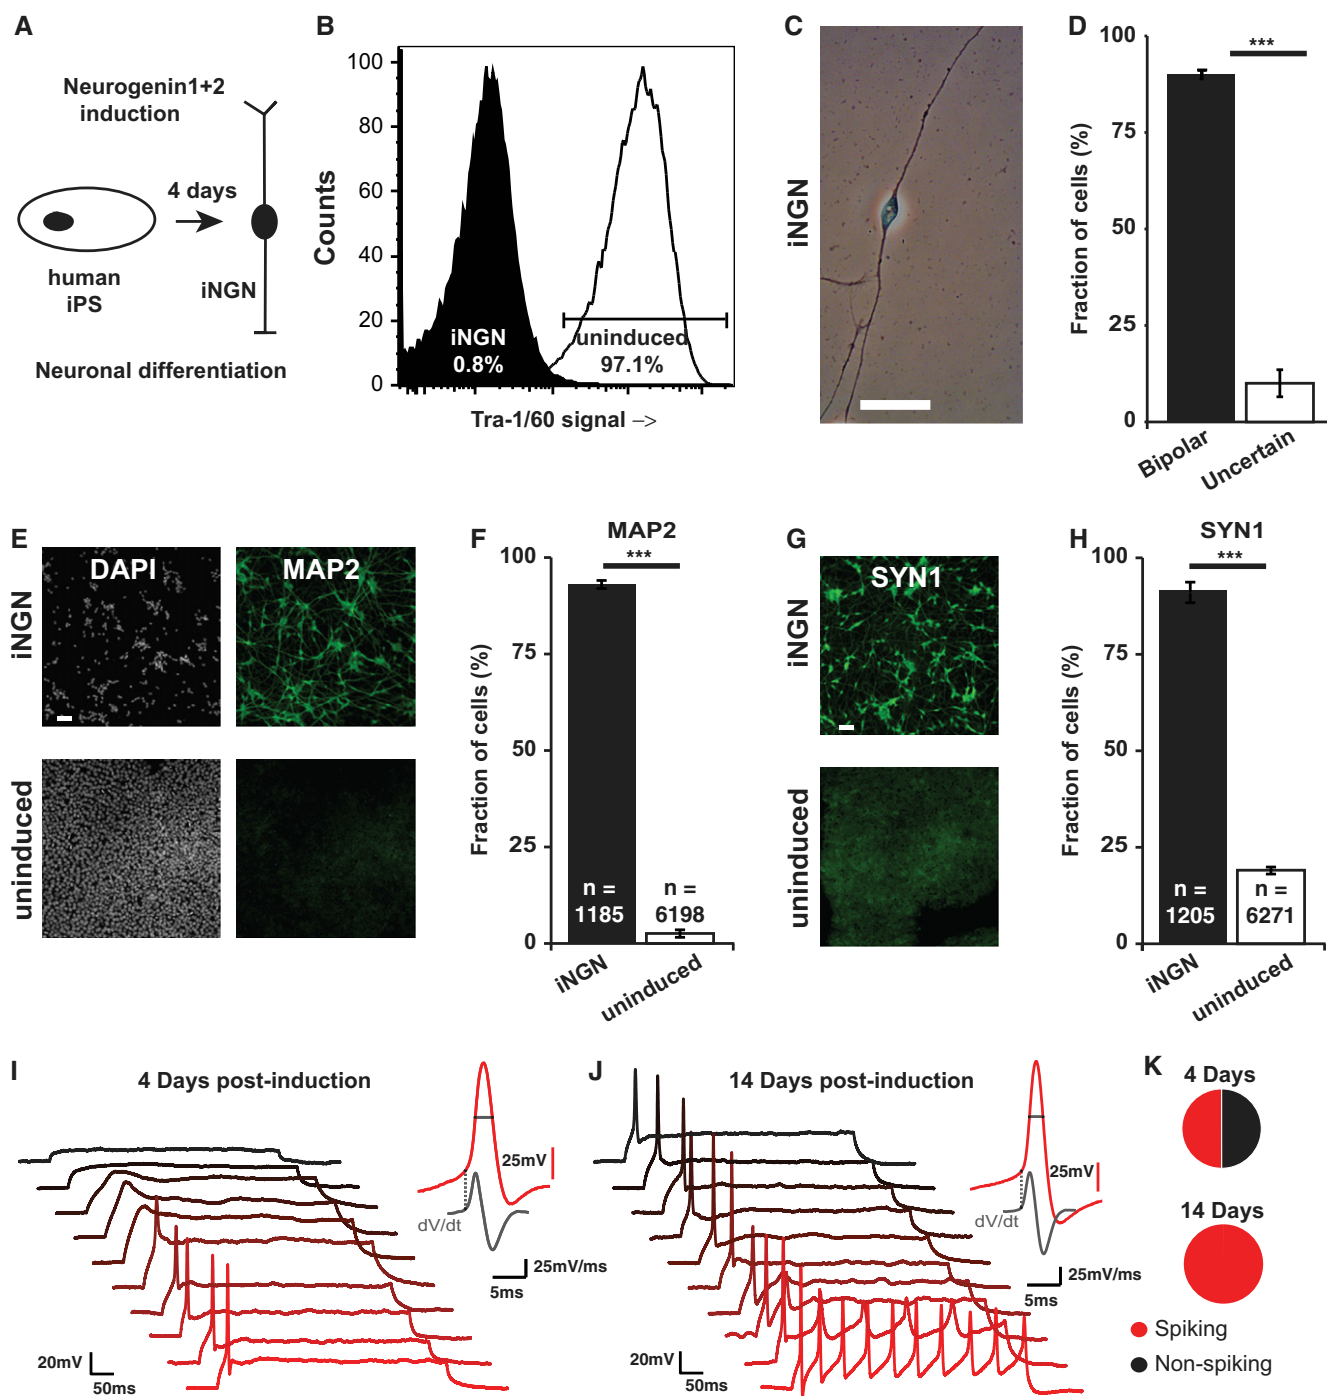 A
Neurogenin1+2
induction
4 days
human
iPS
iNGN
Neuronal differentiation
B
Counts
100
80
60
40
20
0
iNGN
0.8%
uninduced
97.1%
Tra-1/60 signal –>
C
iNGN
D
Fraction of cells (%)
100
75
50
25
0
***
Bipolar
Uncertain
E
iNGN
DAPI
MAP2
uninduced
F
MAP2
***
Fraction of cells (%)
100
75
50
25
0
n =
1185
n =
6198
iNGN
uninduced
G
iNGN
SYN1
uninduced
H
SYN1
***
Fraction of cells (%)
100
75
50
25
0
n =
1205
n =
6271
iNGN
uninduced
I
4 Days post-induction
25mV
dV/dt
25mV/ms
5ms
20mV
50ms
J
14 Days post-induction
25mV
dV/dt
25mV/ms
5ms
20mV
50ms
K
4 Days
14 Days
Spiking
Non-spiking